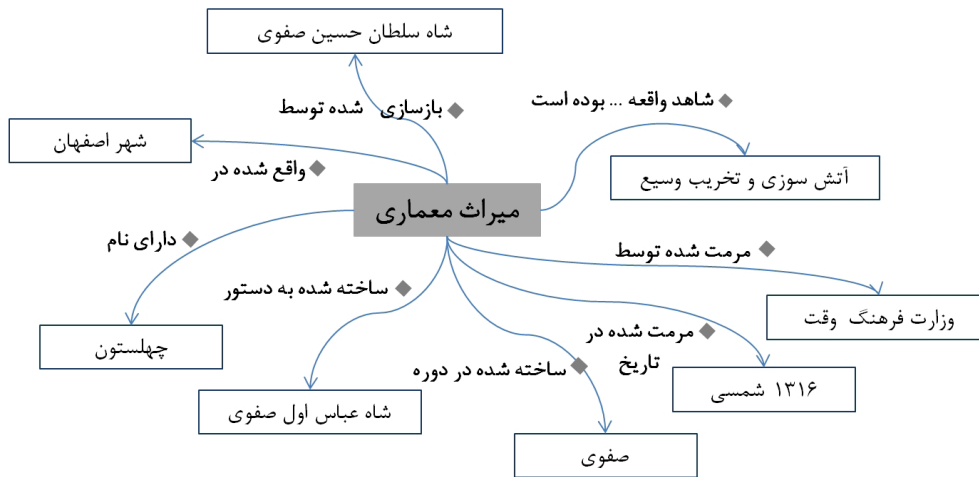 شاه سلطان حسین صفوی
بازسازی شده توسط
شاهد واقعه ... بوده است
شهر اصفهان
واقع شده در
آتش سوزی و تخریب وسیع
میراث معماری
دارای نام
مرمت شده توسط
ساخته شده به دستور
وزارت فرهنگ وقت
چهلستون
مرمت شده در
تاریخ
ساخته شده در دوره
۱۳۱۶ شمسی
شاه عباس اول صفوی
صفوی